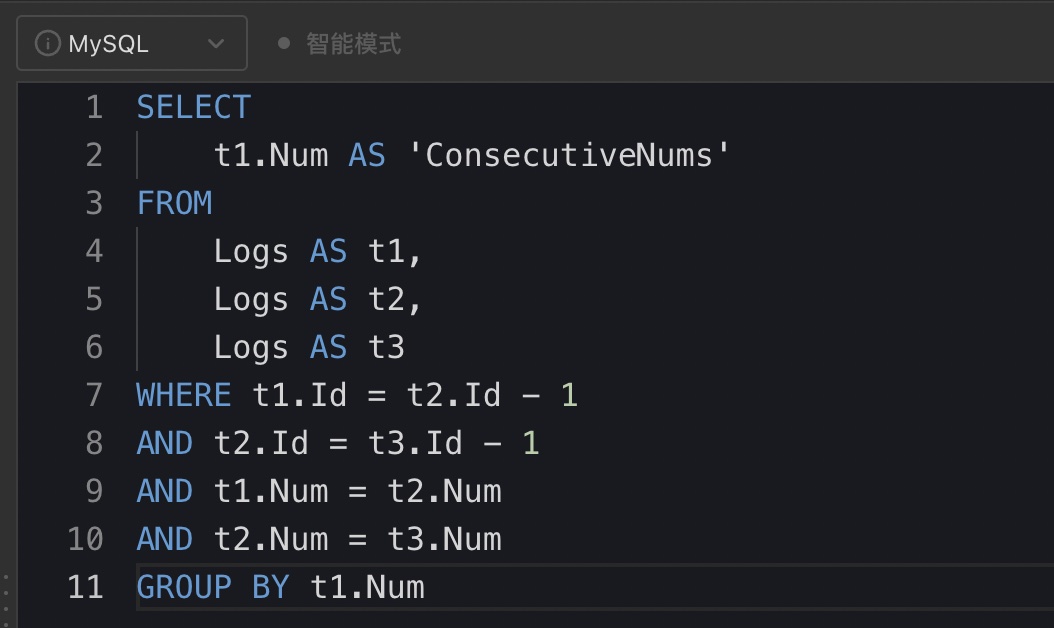 MySQL 智能模式
1 SELECT
2     t1.Num AS 'ConsecutiveNums'
3 FROM
4     Logs AS t1,
5     Logs AS t2,
6     Logs AS t3
7 WHERE t1.Id = t2.Id - 1
8 AND t2.Id = t3.Id - 1
9 AND t1.Num = t2.Num
10 AND t2.Num = t3.Num
11 GROUP BY t1.Num